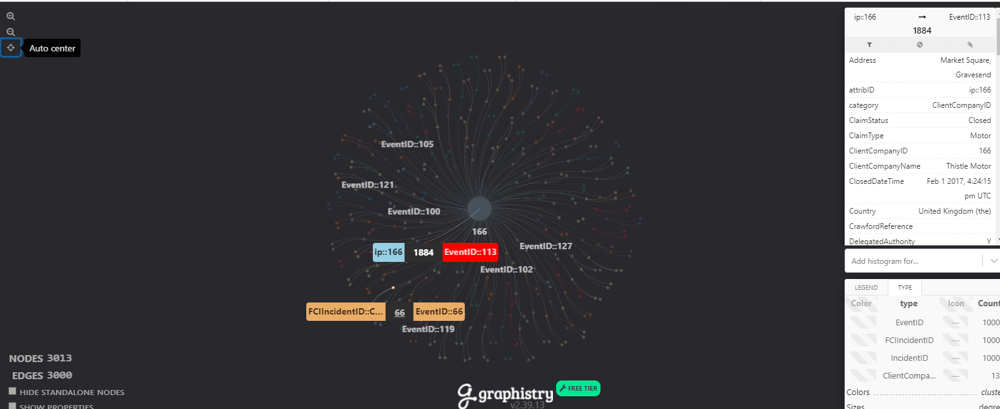 Auto center
EventID::105
EventID::121
EventID::100
166
EventID::127
ip::166 1884 EventID::113
EventID::102
FCIIncidentID::C... 66 EventID::66
EventID::119
NODES 3013
EDGES 3000
HIDE STANDALONE NODES
SHOW PROPERTIES
graphistry
FREE TIER
v2.39.13
ip::166 → EventID::113
1884
Address Market Square,
Gravesend
attribID ip::166
category ClientCompanyID
ClaimStatus Closed
ClaimType Motor
ClientCompanyID 166
ClientCompanyName Thistle Motor
ClosedDateTime Feb 1 2017, 4:24:15
pm UTC
Country United Kingdom (the)
CrawfordReference
DelegatedAuthority Y
Add histogram for...
LEGEND TYPE
Color type Icon Count
EventID — 1000
FCIIncidentID — 1000
IncidentID — 1000
ClientCompa... — 13
Colors cluste
Sizes degre